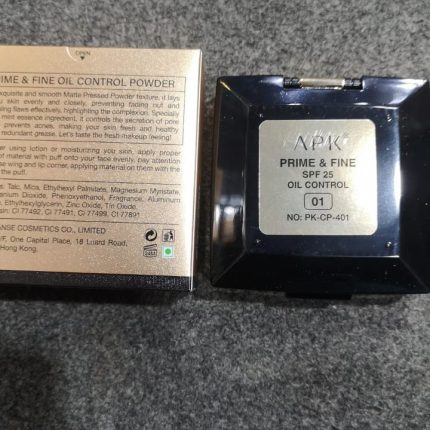 OPEN
PRIME & FINE OIL CONTROL POWDER
exquisite and smooth Matte Pressed Powder texture, it lays
skin evenly and closely, preventing fading out and
flaws effectively, highlighting the complexion. Specially
mint essence ingredient, it controls the secretion of pore
prevents acnes, making your skin fresh and healthy
redundant grease. Let's taste the fresh makeup feeling!
using lotion or moisturizing you skin, apply proper
of material with puff onto your face evenly, pay attention
wing and lip corner, applying material on them with the
Talc, Mica, Ethylhexyl Palmitate, Magnesium Myristate,
Dioxide, Phenoxyethanol, Fragrance, Aluminum
Ethylhexylglycerin, Zinc Oxide, Tin Oxide,
Ci 77492, Ci 77491, Ci 77499, Ci 77891
COSMETICS CO., LIMITED
One Capital Place, 18 Luard Road,
Hong Kong.
24M
NPK
PRIME & FINE
SPF 25
OIL CONTROL
01
NO: PK-CP-401